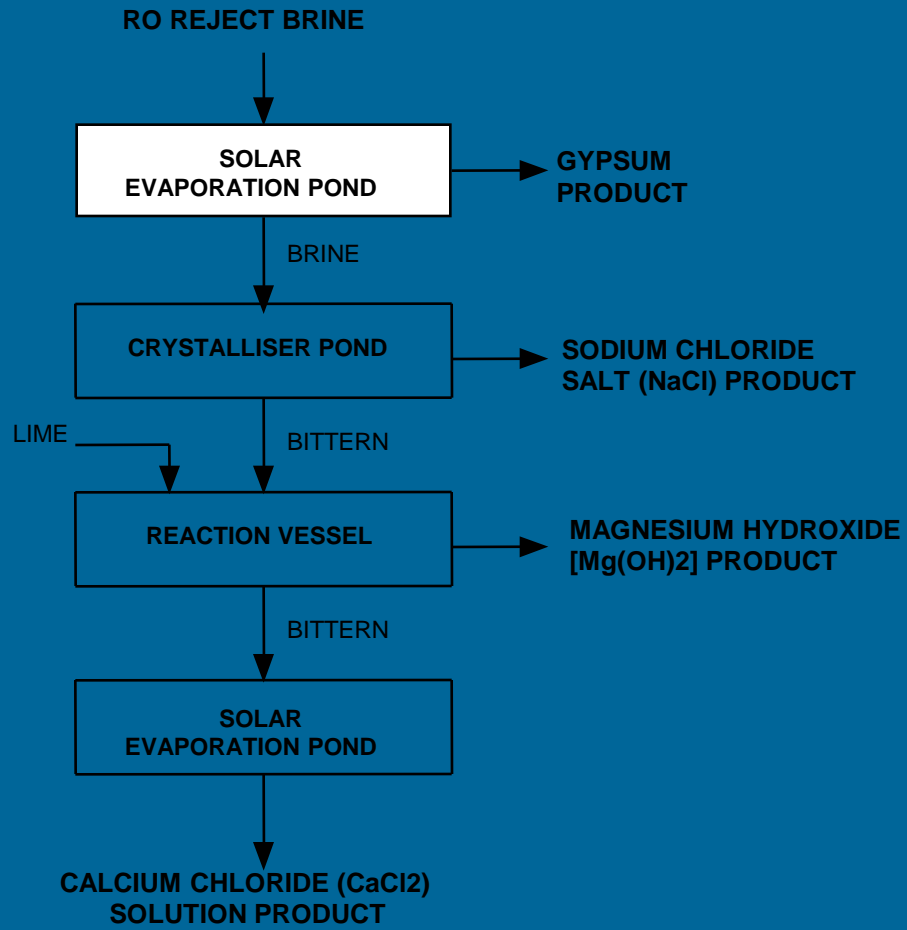 RO REJECT BRINE
SOLAR
EVAPORATION POND
GYPSUM
PRODUCT
BRINE
CRYSTALLISER POND
SODIUM CHLORIDE
SALT (NaCl) PRODUCT
LIME
BITTERN
REACTION VESSEL
MAGNESIUM HYDROXIDE
[Mg(OH)2] PRODUCT
BITTERN
SOLAR
EVAPORATION POND
CALCIUM CHLORIDE (CaCl2)
SOLUTION PRODUCT